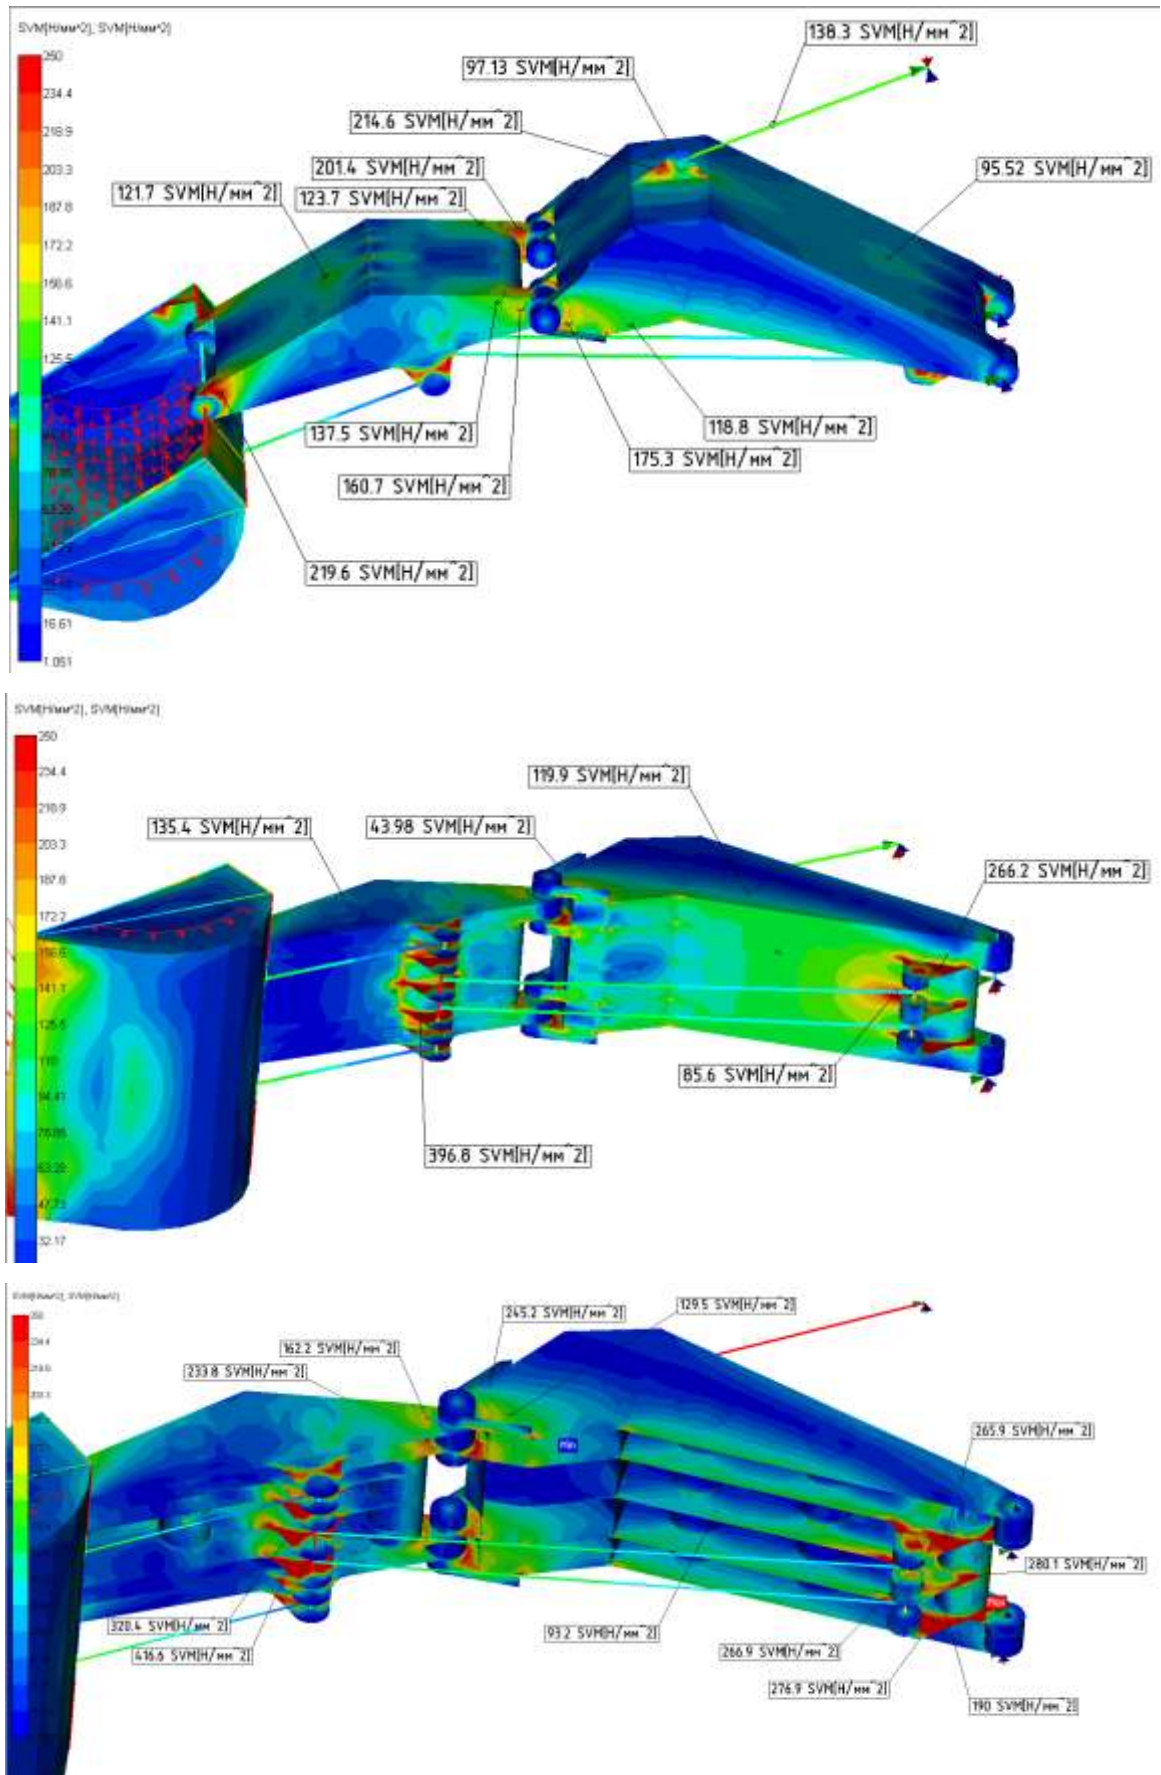 SVM[Н/мм^2], SVM[Н/мм^2]
138.3 SVM[Н/мм^2]
97.13 SVM[Н/мм^2]
214.6 SVM[Н/мм^2]
201.4 SVM[Н/мм^2]
95.52 SVM[Н/мм^2]
121.7 SVM[Н/мм^2]
123.7 SVM[Н/мм^2]
137.5 SVM[Н/мм^2]
118.8 SVM[Н/мм^2]
175.3 SVM[Н/мм^2]
160.7 SVM[Н/мм^2]
219.6 SVM[Н/мм^2]
234.4
218.9
203.3
187.8
172.2
141.1
125.5
16.61
1.051
SVM[Н/мм^2], SVM[Н/мм^2]
119.9 SVM[Н/мм^2]
135.4 SVM[Н/мм^2]
43.98 SVM[Н/мм^2]
266.2 SVM[Н/мм^2]
85.6 SVM[Н/мм^2]
396.8 SVM[Н/мм^2]
234.4
218.9
203.3
187.8
172.2
141.1
110
94.41
63.29
47.73
32.17
245.2 SVM[Н/мм^2]
129.5 SVM[Н/мм^2]
162.2 SVM[Н/мм^2]
233.8 SVM[Н/мм^2]
265.9 SVM[Н/мм^2]
280.1 SVM[Н/мм^2]
320.4 SVM[Н/мм^2]
93.2 SVM[Н/мм^2]
416.6 SVM[Н/мм^2]
266.9 SVM[Н/мм^2]
276.9 SVM[Н/мм^2]
190 SVM[Н/мм^2]
Min